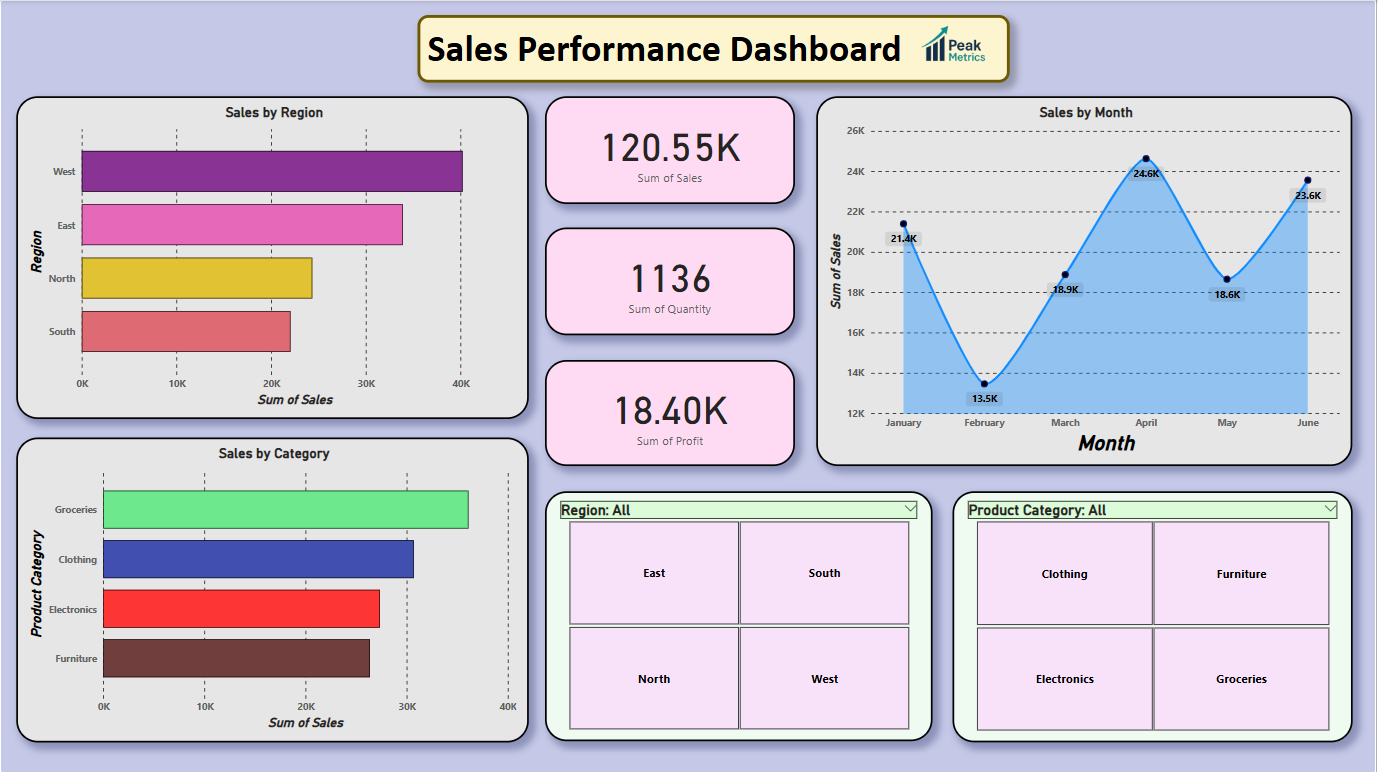 Sales Performance Dashboard
Peak
Metrics
Sales by Region
Region
West
East
North
South
0K 10K 20K 30K 40K
Sum of Sales
120.55K
Sum of Sales
1136
Sum of Quantity
18.40K
Sum of Profit
Sales by Month
Sum of Sales
26K
24K
22K
20K
18K
16K
14K
12K
21.4K
13.5K
18.9K
24.6K
18.6K
23.6K
January February March April May June
Month
Sales by Category
Product Category
Groceries
Clothing
Electronics
Furniture
0K 10K 20K 30K 40K
Sum of Sales
Region: All
East South
North West
Product Category: All
Clothing Furniture
Electronics Groceries